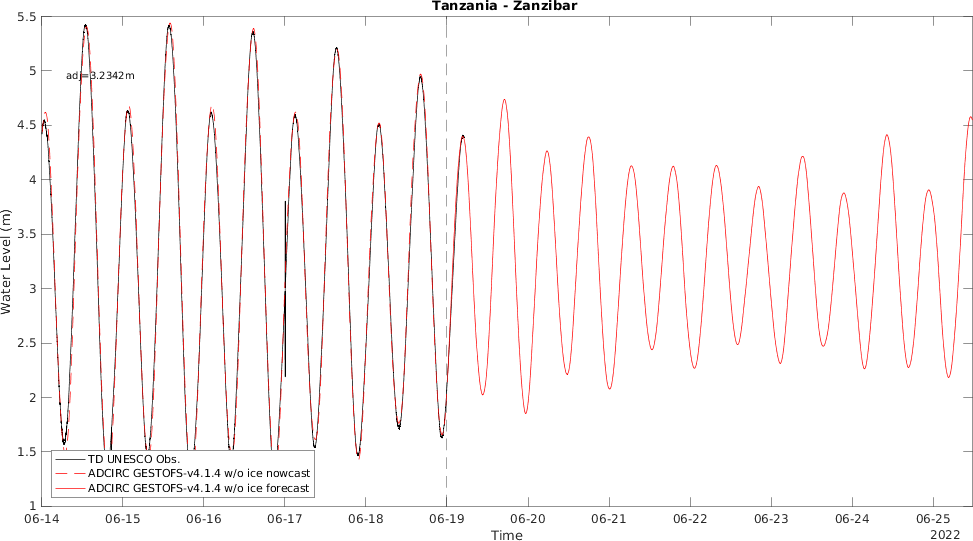 Tanzania - Zanzibar
5.5
adj=3.2342m
5
4.5
4
3.5
3
2.5
2
1.5
1
Water Level (m)
TD UNESCO Obs.
ADCIRC GESTOFS-v4.1.4 w/o ice nowcast
ADCIRC GESTOFS-v4.1.4 w/o ice forecast
06-14 06-15 06-16 06-17 06-18 06-19 06-20 06-21 06-22 06-23 06-24 06-25
Time
2022